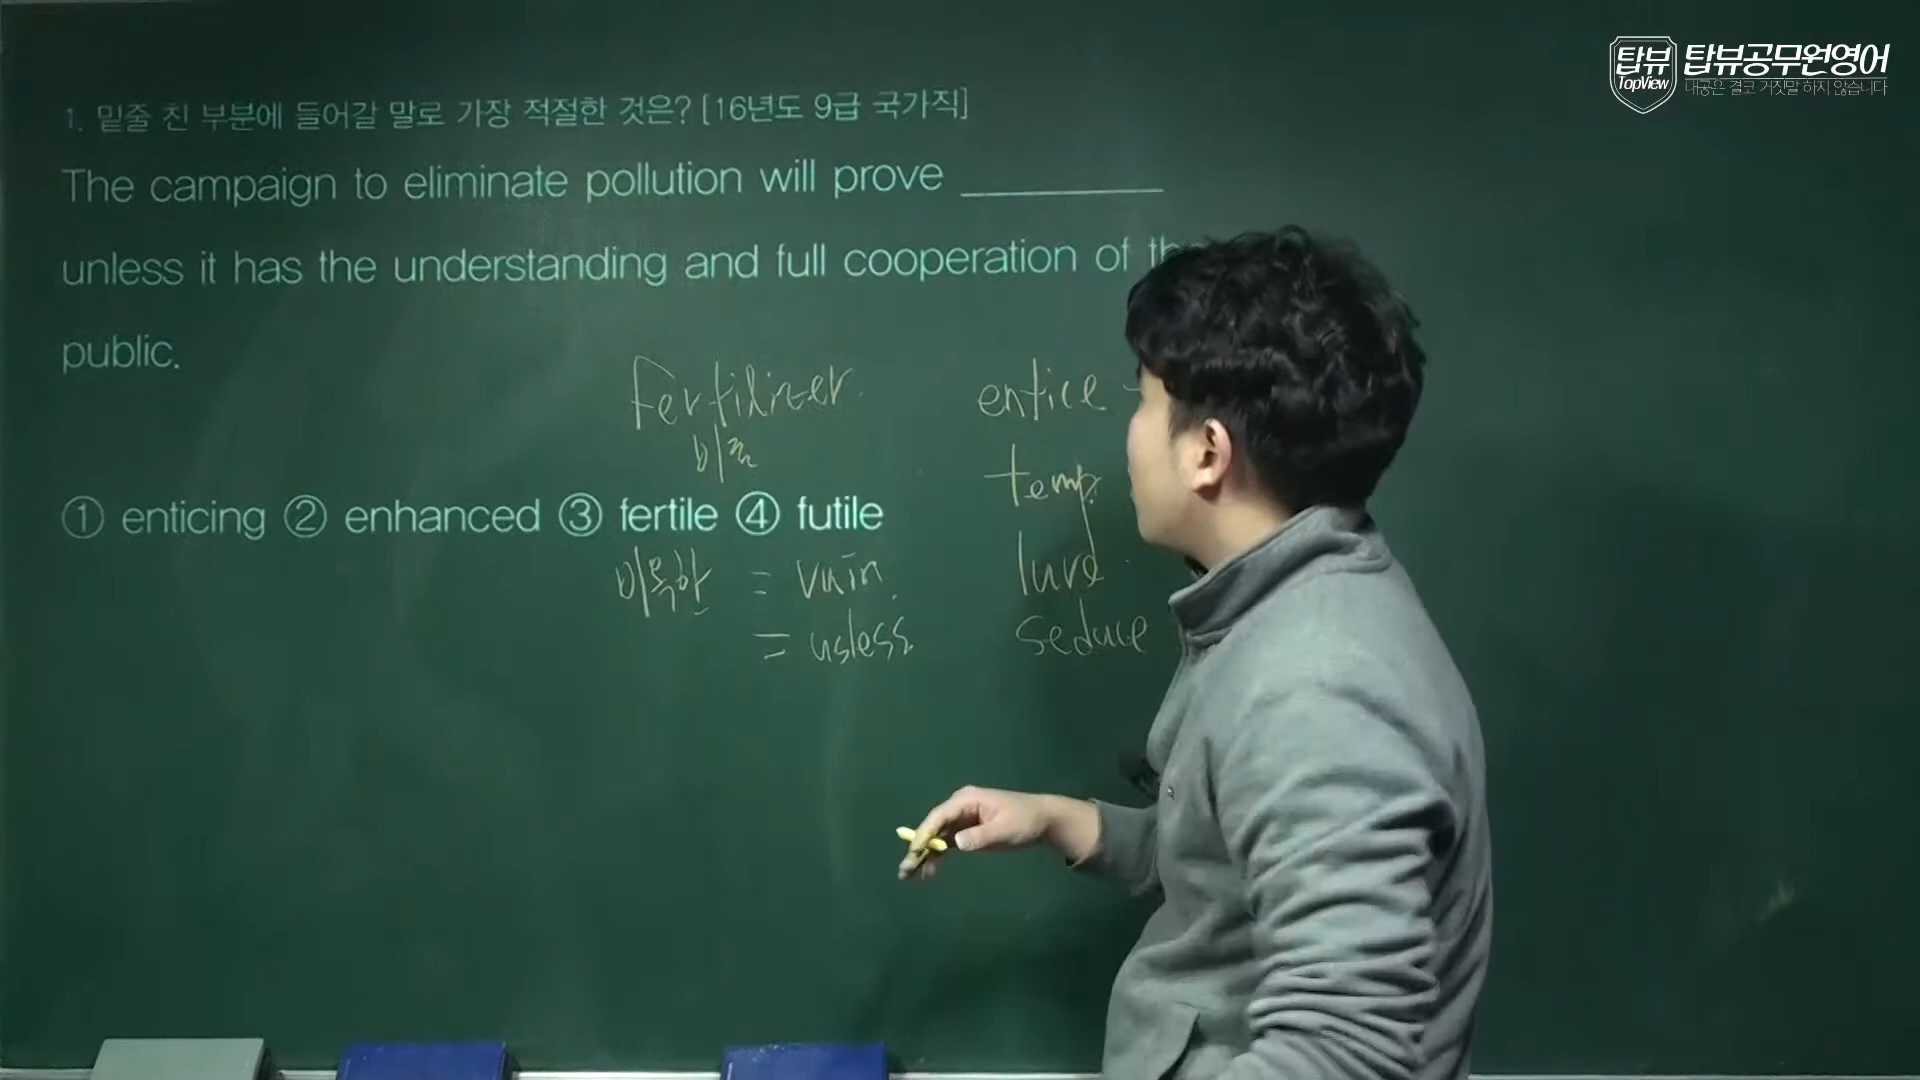 탑뷰
TopView
탑뷰공무원영어
대공은 결코 거짓말 하지 않습니다
1. 밑줄 친 부분에 들어갈 말로 가장 적절한 것은? [16년도 9급 국가직]
The campaign to eliminate pollution will prove __________
unless it has the understanding and full cooperation of th
public.
Fertilizer.
비료
entice -
temp
lure
seduce
① enticing ② enhanced ③ fertile ④ futile
비옥한 = vain.
= usless